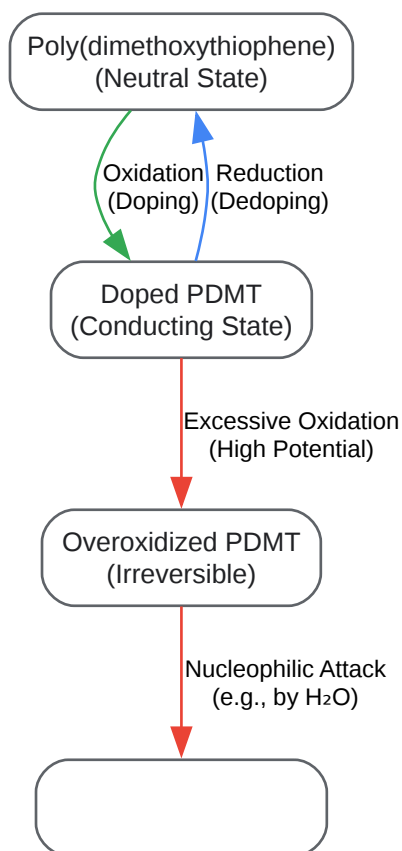 Poly(dimethoxythiophene)
(Neutral State)
Oxidation
(Doping)
Reduction
(Dedoping)
Doped PDMT
(Conducting State)
Excessive Oxidation
(High Potential)
Overoxidized PDMT
(Irreversible)
Nucleophilic Attack
(e.g., by H₂O)